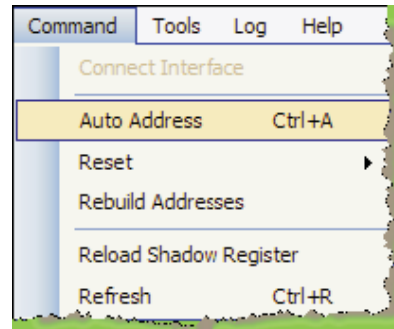 Command Tools Log Help
Connect Interface
Auto Address Ctrl+A
Reset
Rebuild Addresses
Reload Shadow Register
Refresh Ctrl+R